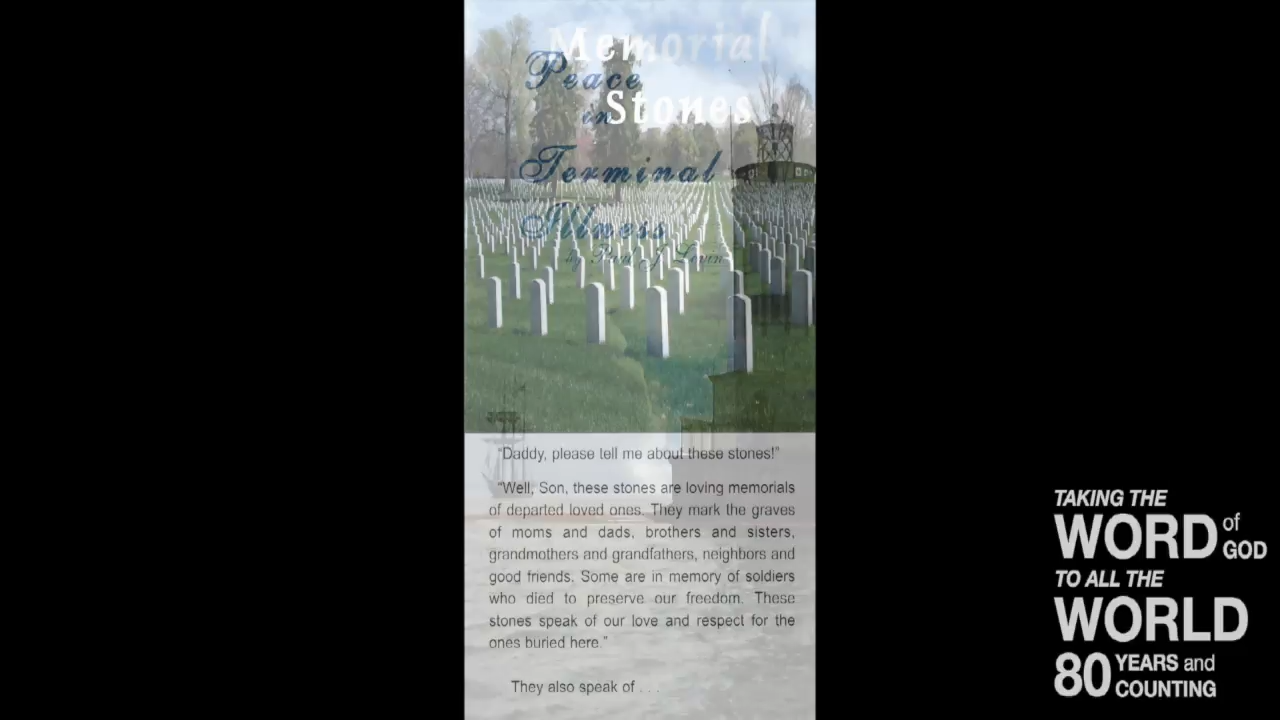 Memorial
Stones
Peace
in
Terminal
Illness
by Paul J. Levin
“Daddy, please tell me about these stones!”
“Well, Son, these stones are loving memorials
of departed loved ones. They mark the graves
of moms and dads, brothers and sisters,
grandmothers and grandfathers, neighbors and
good friends. Some are in memory of soldiers
who died to preserve our freedom. These
stones speak of our love and respect for the
ones buried here.”
They also speak of . . .
TAKING THE
WORD of GOD
TO ALL THE
WORLD
80 YEARS and
COUNTING